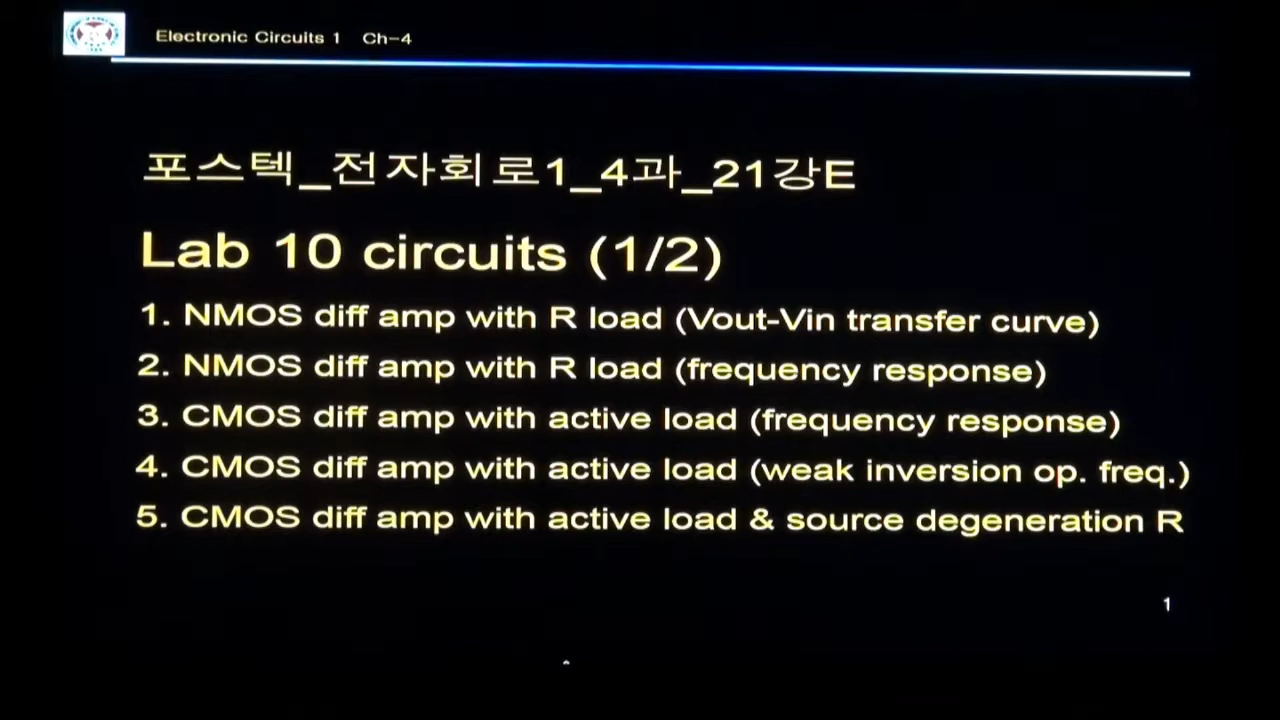 Electronic Circuits 1 Ch-4
포스텍_전자회로1_4과_21강E
Lab 10 circuits (1/2)
1. NMOS diff amp with R load (Vout-Vin transfer curve)
2. NMOS diff amp with R load (frequency response)
3. CMOS diff amp with active load (frequency response)
4. CMOS diff amp with active load (weak inversion op. freq.)
5. CMOS diff amp with active load & source degeneration R
1